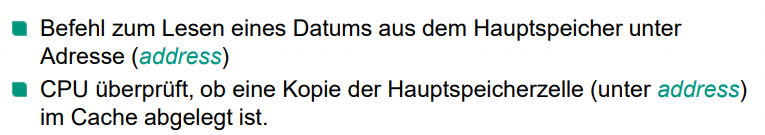 Befehl zum Lesen eines Datums aus dem Hauptspeicher unter
Adresse (address)
CPU überprüft, ob eine Kopie der Hauptspeicherzelle (unter address)
im Cache abgelegt ist.